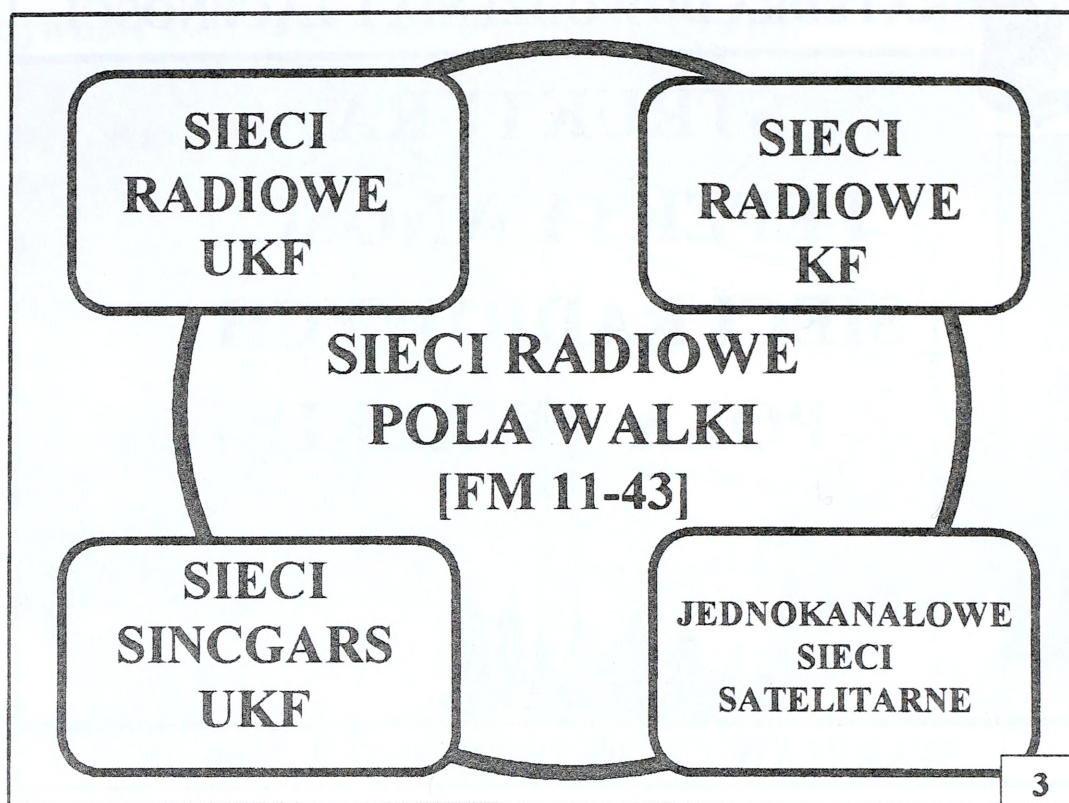 SIECI
RADIOWE
UKF
SIECI
RADIOWE
KF
SIECI RADIOWE
POLA WALKI
[FM 11-43]
SIECI
SINCGARS
UKF
JEDNOKANAŁOWE
SIECI
SATELITARNE
3